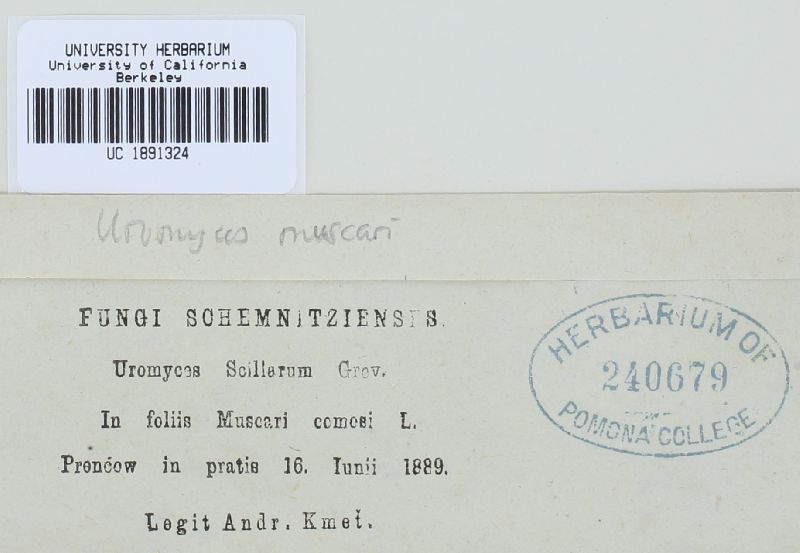 UNIVERSITY HERBARIUM
University of California
Berkeley
UC 1891324
Uromyces muscari
FUNGI SCHEMNITZIENSES.
Uromyces Scillarum Grev.
In foliis Muscari comosi L.
Prenćow in pratis 16. Iunii 1889.
Legit Andr. Kmeť.
HERBARIUM OF
240679
POMONA COLLEGE